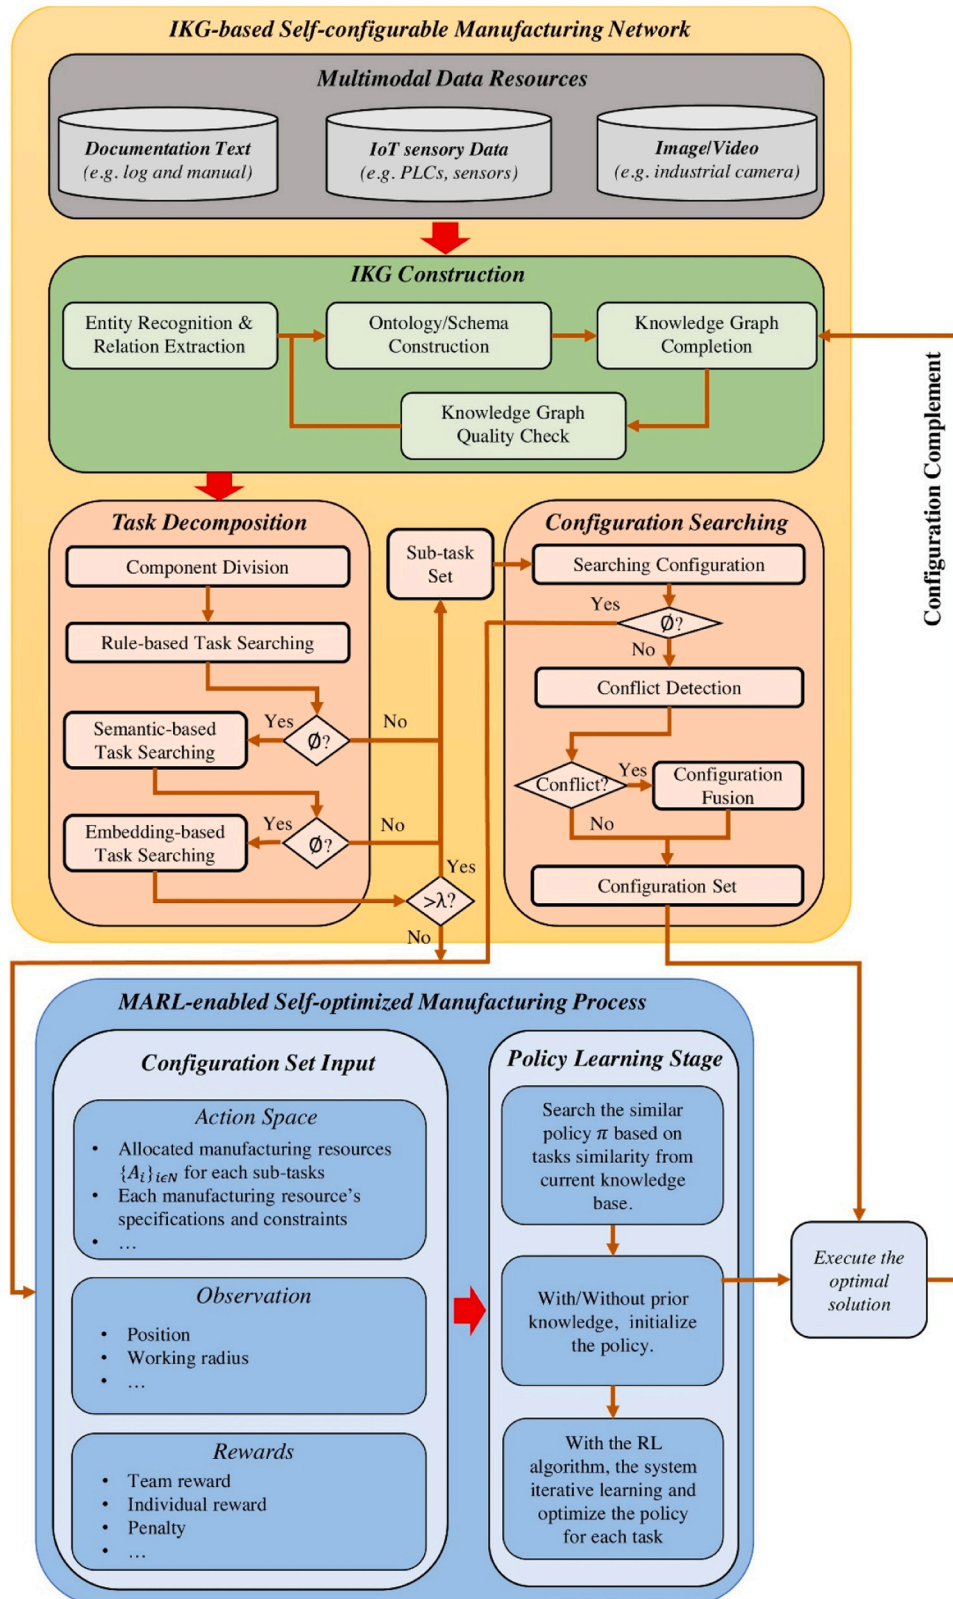 IKG-based Self-configurable Manufacturing Network
Multimodal Data Resources
Documentation Text
(e.g. log and manual)
IoT sensory Data
(e.g. PLCs, sensors)
Image/Video
(e.g. industrial camera)
IKG Construction
Entity Recognition &
Relation Extraction
Ontology/Schema
Construction
Knowledge Graph
Completion
Knowledge Graph
Quality Check
Configuration Complement
Task Decomposition
Component Division
Rule-based Task Searching
Semantic-based
Task Searching
Yes
∅?
No
Embedding-based
Task Searching
Yes
∅?
No
Sub-task
Set
Yes
>λ?
No
Configuration Searching
Searching Configuration
Yes
∅?
No
Conflict Detection
Conflict?
Yes
Configuration
Fusion
No
Configuration Set
MARL-enabled Self-optimized Manufacturing Process
Configuration Set Input
Action Space
• Allocated manufacturing resources
{A_i}_{iϵN} for each sub-tasks
• Each manufacturing resource's
specifications and constraints
• …
Observation
• Position
• Working radius
• …
Rewards
• Team reward
• Individual reward
• Penalty
• …
Policy Learning Stage
Search the similar
policy π based on
tasks similarity from
current knowledge
base.
With/Without prior
knowledge, initialize
the policy.
With the RL
algorithm, the system
iterative learning and
optimize the policy
for each task
Execute the
optimal
solution